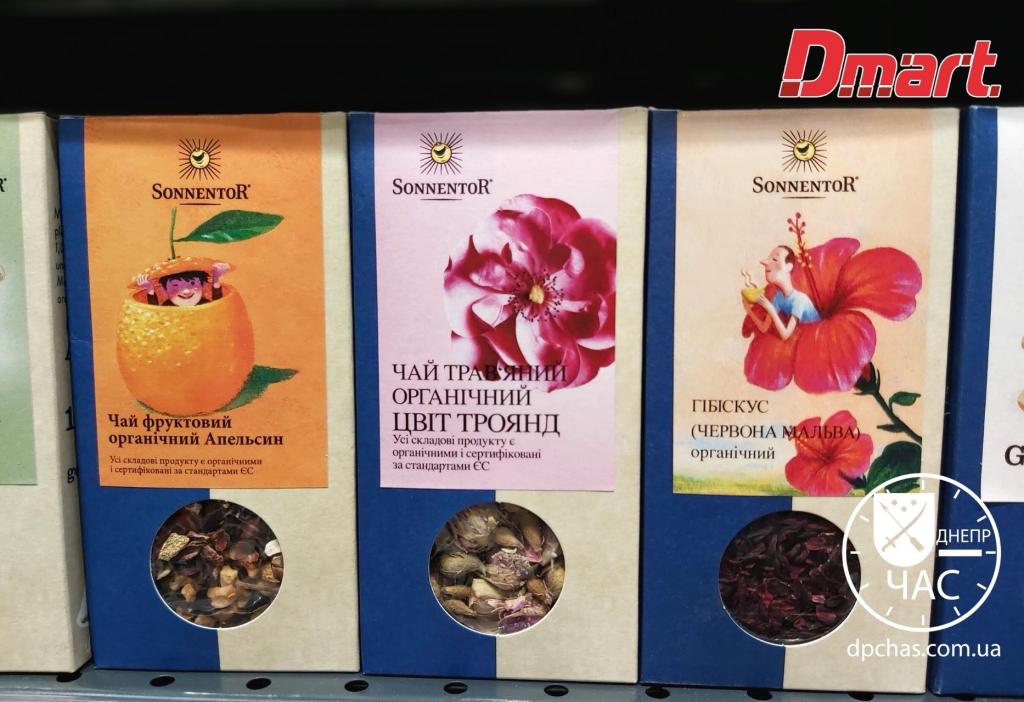 Dmart.
SONNENTOR®
Чай фруктовий
органічний Апельсин
Усі складові продукту є органічними
і сертифіковані за стандартами ЄС
SONNENTOR®
ЧАЙ ТРАВ'ЯНИЙ
ОРГАНІЧНИЙ
ЦВІТ ТРОЯНД
Усі складові продукту є
органічними і сертифіковані
за стандартами ЄС
SONNENTOR®
ГІБІСКУС
(ЧЕРВОНА МАЛЬВА)
органічний
ДНЕПР
ЧАС
dpchas.com.ua